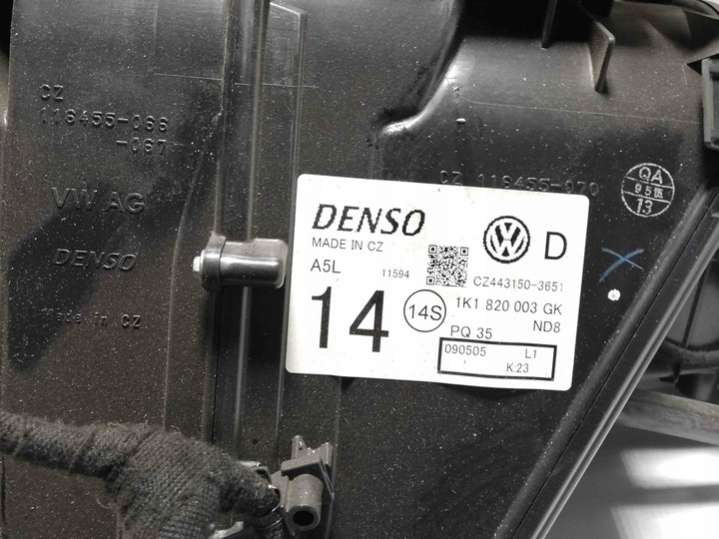 CZ
116455-066
-067
VW AG
DENSO
Made in CZ
CZ 116455-070
QA
13
DENSO
MADE IN CZ
A5L
11594
14
14S
D
CZ443150-3651
1K1 820 003 GK
ND8
PQ 35
090505 L1
K:23